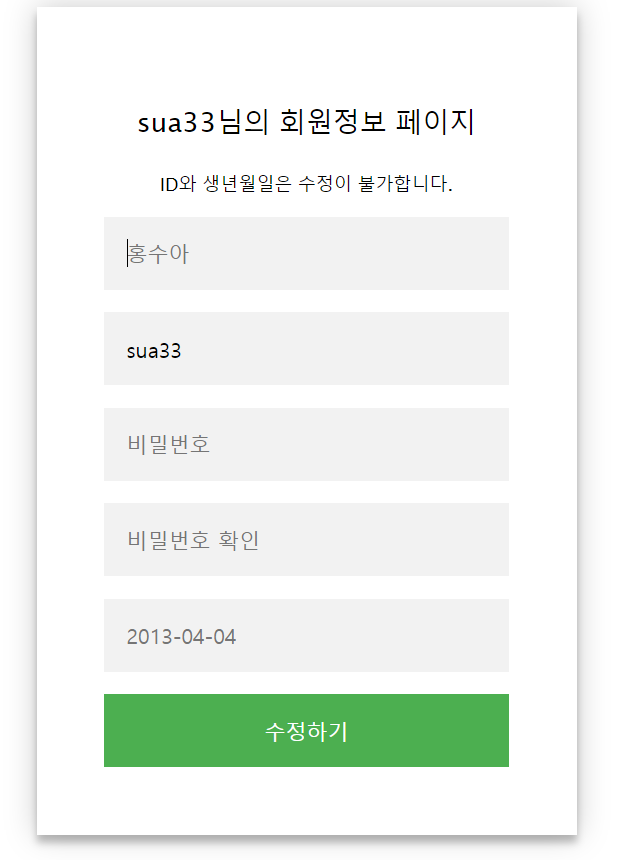 sua33님의 회원정보 페이지
ID와 생년월일은 수정이 불가합니다.
홍수아
sua33
비밀번호
비밀번호 확인
2013-04-04
수정하기